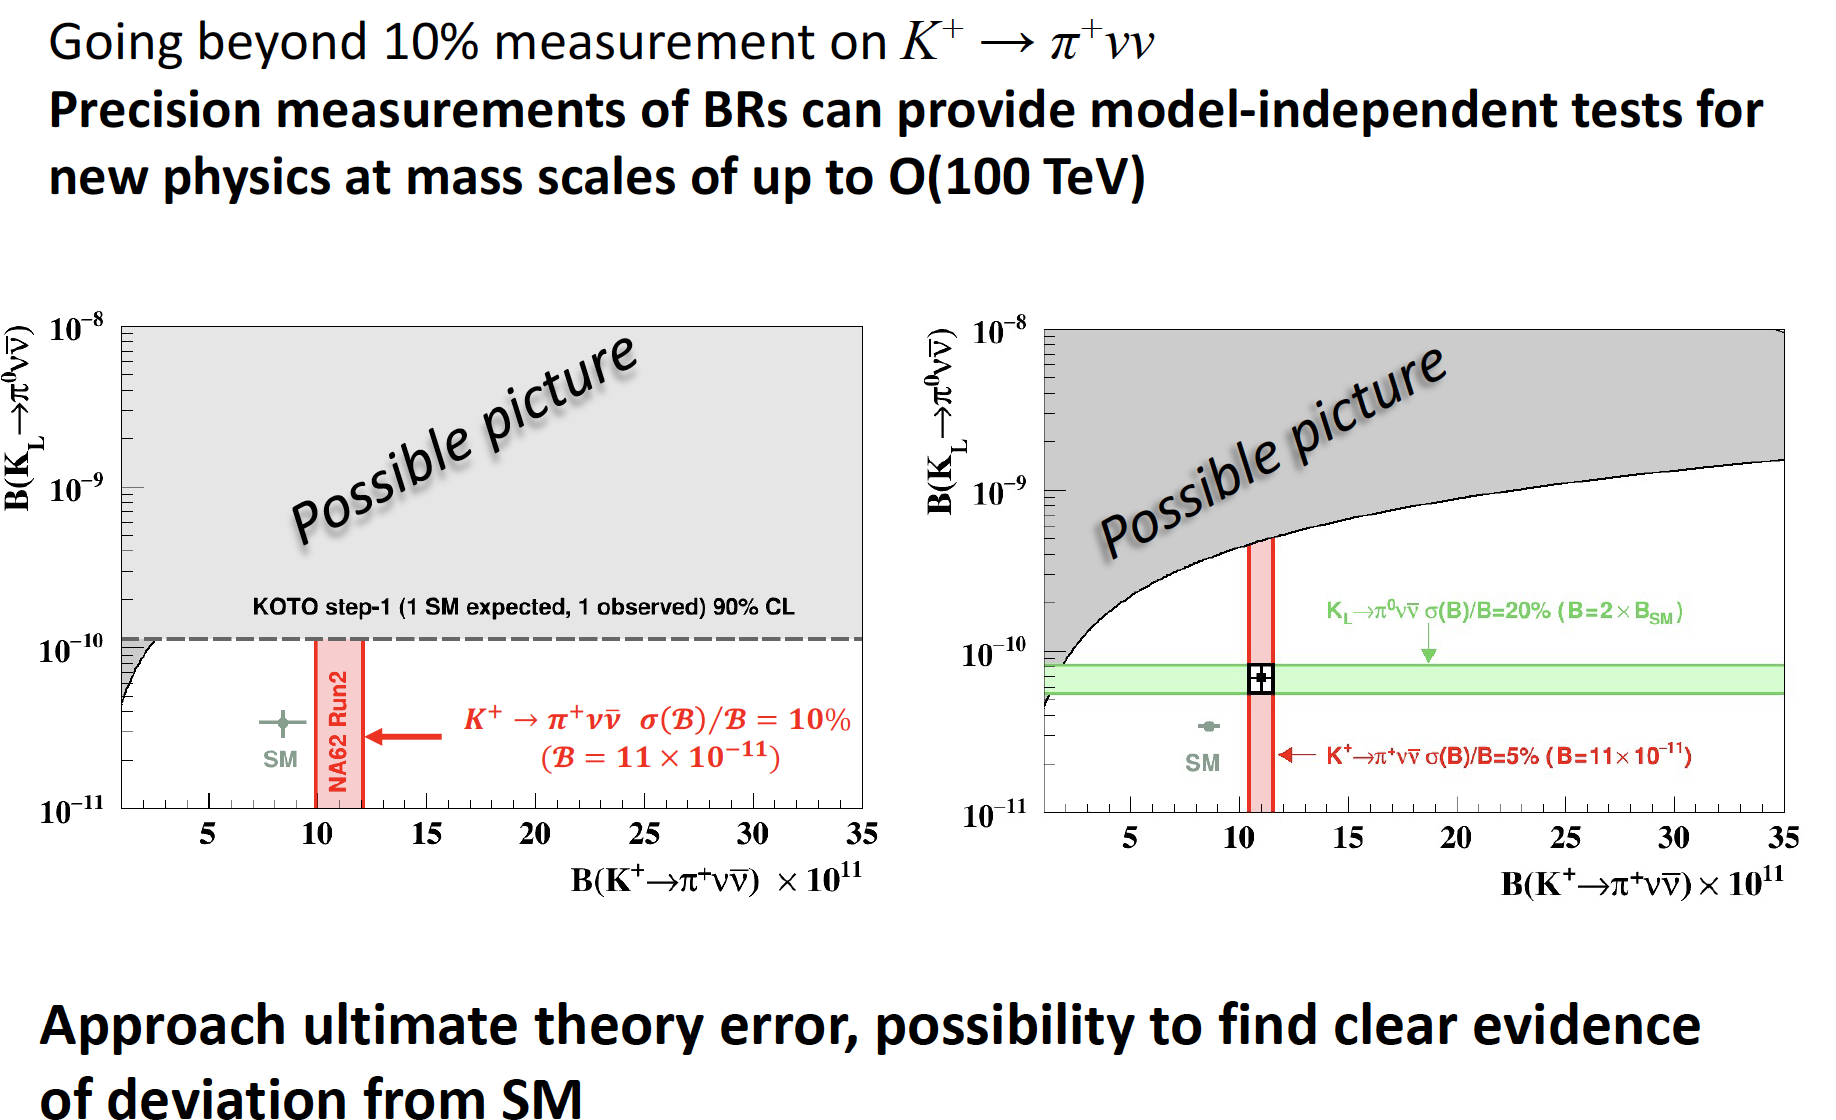 Going beyond 10% measurement on K⁺ → π⁺νν
Precision measurements of BRs can provide model-independent tests for
new physics at mass scales of up to O(100 TeV)
B(K_L→π⁰νν̅)
10⁻⁸
10⁻⁹
10⁻¹⁰
10⁻¹¹
Possible picture
KOTO step-1 (1 SM expected, 1 observed) 90% CL
NA62 Run2
SM
K⁺ → π⁺νν̅ σ(ℬ)/ℬ = 10%
(ℬ = 11 × 10⁻¹¹)
5 10 15 20 25 30 35
B(K⁺→π⁺νν̅) × 10¹¹
B(K_L→π⁰νν̅)
10⁻⁸
10⁻⁹
10⁻¹⁰
10⁻¹¹
Possible picture
K_L→π⁰νν̅ σ(B)/B=20% (B=2×B_SM)
SM
K⁺→π⁺νν̅ σ(B)/B=5% (B=11×10⁻¹¹)
5 10 15 20 25 30 35
B(K⁺→π⁺νν̅) × 10¹¹
Approach ultimate theory error, possibility to find clear evidence
of deviation from SM